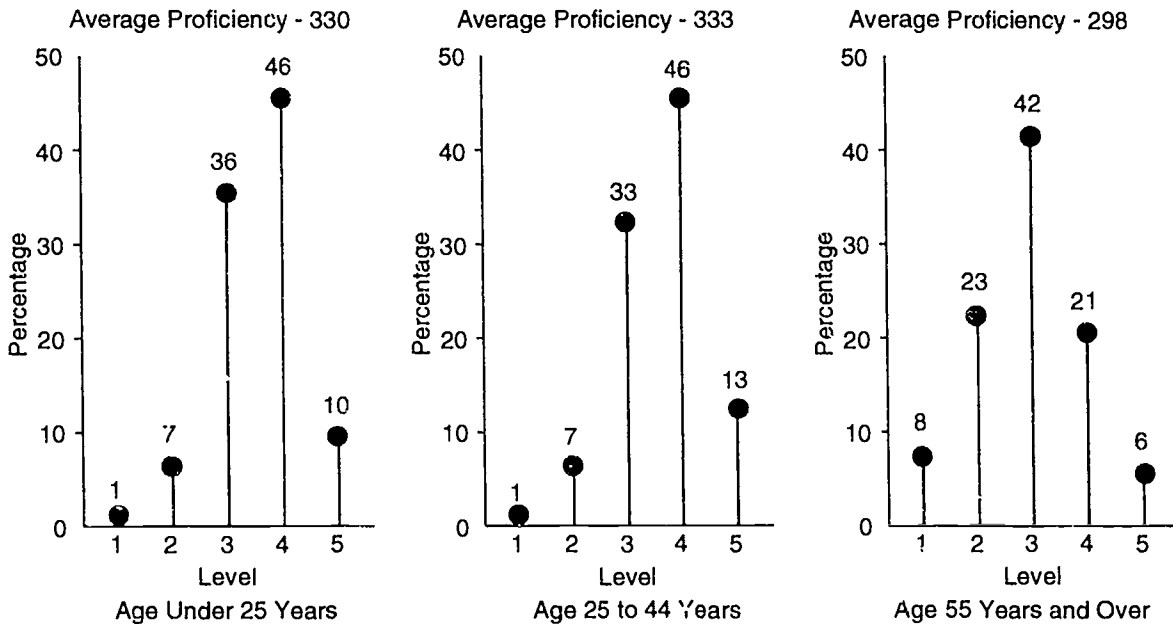 Average Proficiency - 330
50
40
30
20
10
0
Percentage
1
7
36
46
10
1 2 3 4 5
Level
Age Under 25 Years
Average Proficiency - 333
50
40
30
20
10
0
Percentage
1
7
33
46
13
1 2 3 4 5
Level
Age 25 to 44 Years
Average Proficiency - 298
50
40
30
20
10
0
Percentage
8
23
42
21
6
1 2 3 4 5
Level
Age 55 Years and Over